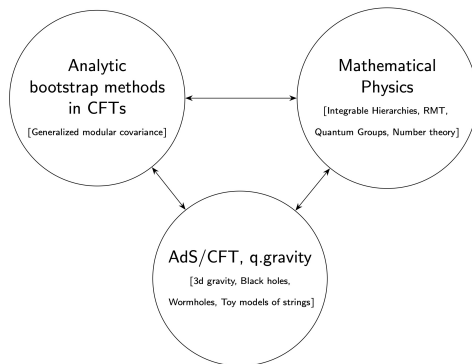 Analytic
bootstrap methods
in CFTs
[Generalized modular covariance]
Mathematical
Physics
[Integrable Hierarchies, RMT,
Quantum Groups, Number theory]
AdS/CFT, q.gravity
[3d gravity, Black holes,
Wormholes, Toy models of strings]